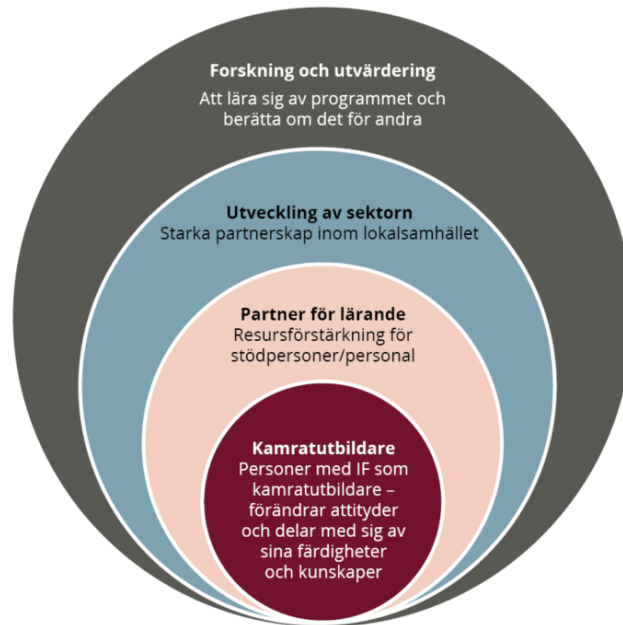 Forskning och utvärdering
Att lära sig av programmet och
berätta om det för andra
Utveckling av sektorn
Starka partnerskap inom lokalsamhället
Partner för lärande
Resursförstärkning för
stödpersoner/personal
Kamratutbildare
Personer med IF som
kamratutbildare –
förändrar attityder
och delar med sig av
sina färdigheter
och kunskaper